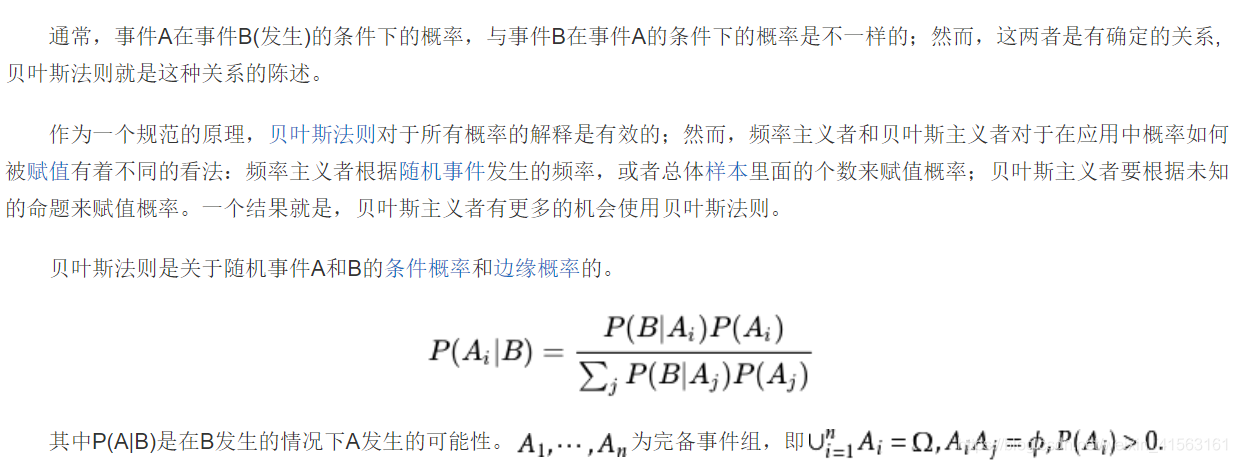 通常，事件A在事件B(发生)的条件下的概率，与事件B在事件A的条件下的概率是不一样的；然而，这两者是有确定的关系,
贝叶斯法则就是这种关系的陈述。
作为一个规范的原理，贝叶斯法则对于所有概率的解释是有效的；然而，频率主义者和贝叶斯主义者对于在应用中概率如何
被赋值有着不同的看法：频率主义者根据随机事件发生的频率，或者总体样本里面的个数来赋值概率；贝叶斯主义者要根据未知
的命题来赋值概率。一个结果就是，贝叶斯主义者有更多的机会使用贝叶斯法则。
贝叶斯法则是关于随机事件A和B的条件概率和边缘概率的。
P(A_i|B) = \frac{P(B|A_i)P(A_i)}{\sum_j P(B|A_j)P(A_j)}
其中P(A|B)是在B发生的情况下A发生的可能性。A_1,⋯,A_n为完备事件组，即∪_{i=1}^n A_i = Ω, A_iA_j = ϕ, P(A_i) > 0.